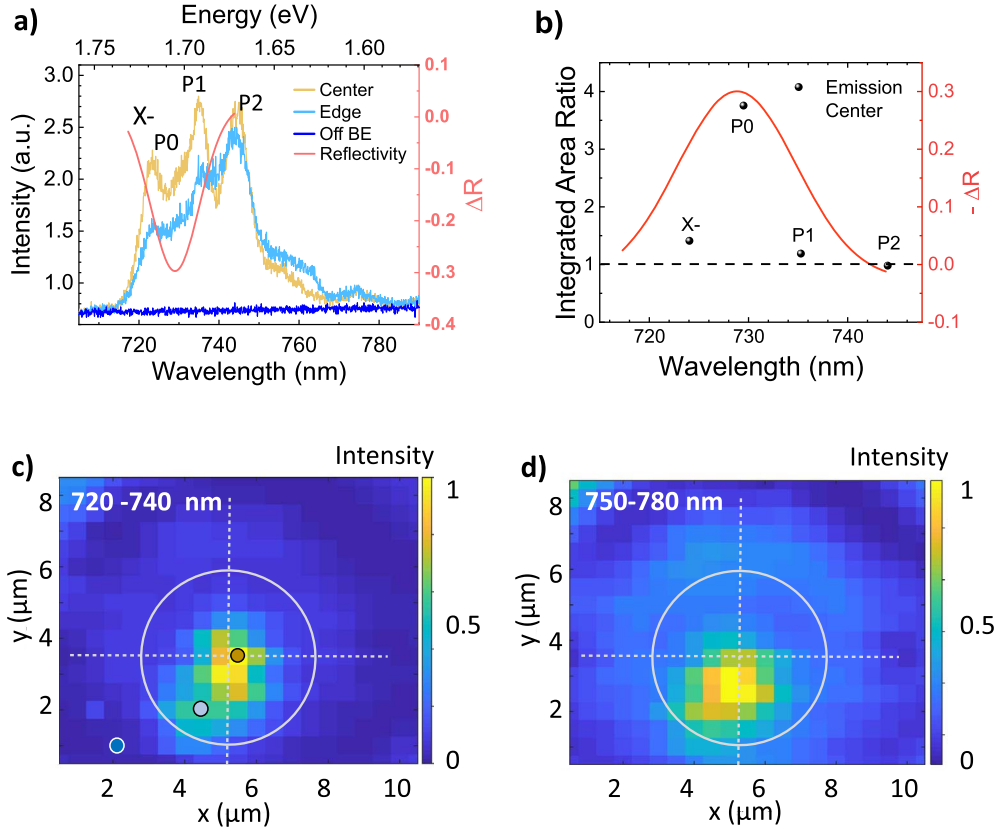 a)
Energy (eV)
1.75 1.70 1.65 1.60
3.0
2.5
2.0
1.5
1.0
Intensity (a.u.)
X-
P0
P1
P2
Center
Edge
Off BE
Reflectivity
0.1
0.0
-0.1
-0.2
-0.3
-0.4
ΔR
720 740 760 780
Wavelength (nm)
b)
4
3
2
1
0
Integrated Area Ratio
Emission
Center
P0
X-
P1
P2
0.3
0.2
0.1
0.0
-0.1
- ΔR
720 730 740
Wavelength (nm)
c)
Intensity
720 -740 nm
8
6
4
2
y (μm)
2 4 6 8 10
x (μm)
1
0.5
0
d)
Intensity
750-780 nm
8
6
4
2
y (μm)
2 4 6 8 10
x (μm)
1
0.5
0